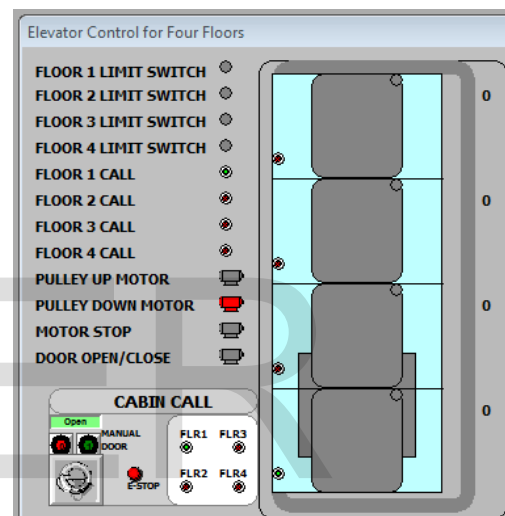 Elevator Control for Four Floors
FLOOR 1 LIMIT SWITCH
FLOOR 2 LIMIT SWITCH
FLOOR 3 LIMIT SWITCH
FLOOR 4 LIMIT SWITCH
FLOOR 1 CALL
FLOOR 2 CALL
FLOOR 3 CALL
FLOOR 4 CALL
PULLEY UP MOTOR
PULLEY DOWN MOTOR
MOTOR STOP
DOOR OPEN/CLOSE
0
0
0
0
CABIN CALL
Open
MANUAL
DOOR
E-STOP
FLR1 FLR3
FLR2 FLR4
ER